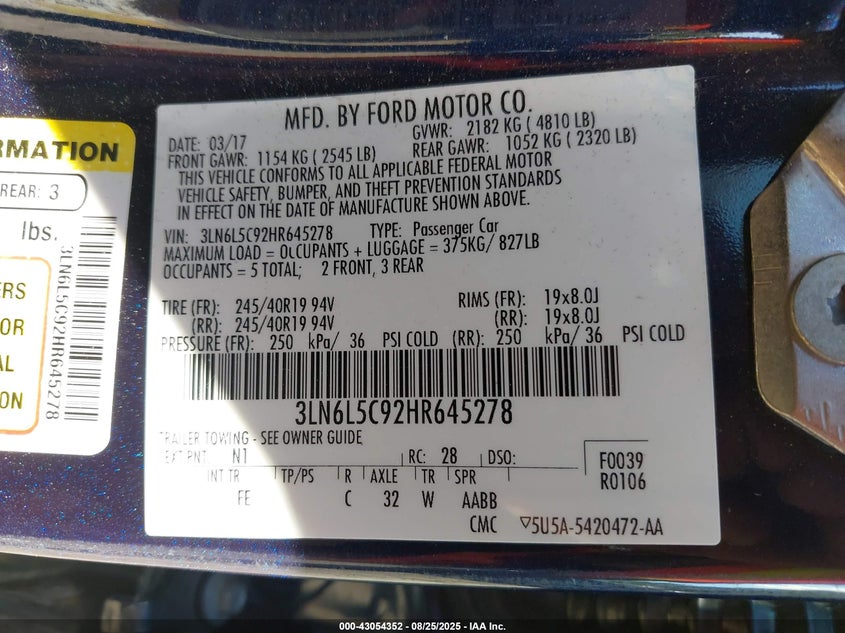 RMATION
REAR: 3
lbs.
ERS
OR
AL
ON
3LN6L5C92HR645278
MFD. BY FORD MOTOR CO.
DATE: 03/17 GVWR: 2182 KG ( 4810 LB)
FRONT GAWR: 1154 KG ( 2545 LB) REAR GAWR: 1052 KG ( 2320 LB)
THIS VEHICLE CONFORMS TO ALL APPLICABLE FEDERAL MOTOR
VEHICLE SAFETY, BUMPER, AND THEFT PREVENTION STANDARDS
IN EFFECT ON THE DATE OF MANUFACTURE SHOWN ABOVE.
VIN: 3LN6L5C92HR645278 TYPE: Passenger Car
MAXIMUM LOAD = OCCUPANTS + LUGGAGE = 375KG/ 827LB
OCCUPANTS = 5 TOTAL; 2 FRONT, 3 REAR
TIRE (FR): 245/40R19 94V RIMS (FR): 19x8.0J
(RR): 245/40R19 94V (RR): 19x8.0J
PRESSURE (FR): 250 kPa/ 36 PSI COLD (RR): 250 kPa/ 36 PSI COLD
3LN6L5C92HR645278
TRAILER TOWING - SEE OWNER GUIDE
EXT PNT: N1 RC: 28 DSO: F0039
INT TR TP/PS R AXLE TR SPR R0106
FE C 32 W AABB
CMC ▽5U5A-5420472-AA
000-43054352 - 08/25/2025 - IAA Inc.